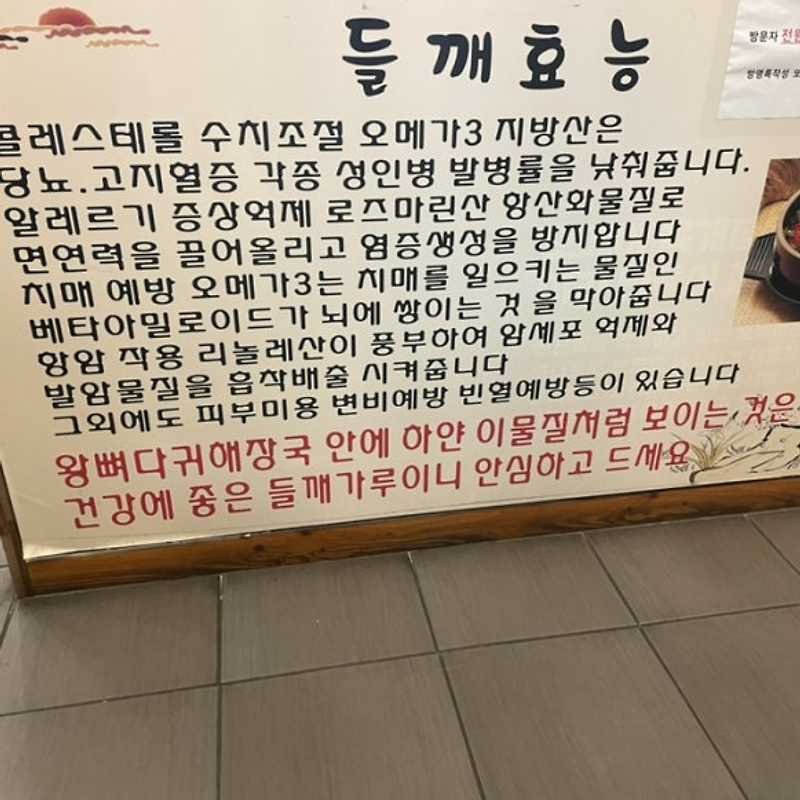 들깨효능
콜레스테롤 수치조절 오메가3 지방산은
당뇨.고지혈증 각종 성인병 발병률을 낮춰줍니다.
알레르기 증상억제 로즈마린산 항산화물질로
면연력을 끌어올리고 염증생성을 방지합니다
치매 예방 오메가3는 치매를 일으키는 물질인
베타아밀로이드가 뇌에 쌓이는 것 을 막아줍니다
항암 작용 리놀레산이 풍부하여 암세포 억제와
발암물질을 흡착배출 시켜줍니다
그외에도 피부미용 변비예방 빈혈예방등이 있습니다
왕뼈다귀해장국 안에 하얀 이물질처럼 보이는 것은
건강에 좋은 들깨가루이니 안심하고 드세요
방문자 전원
방명록작성